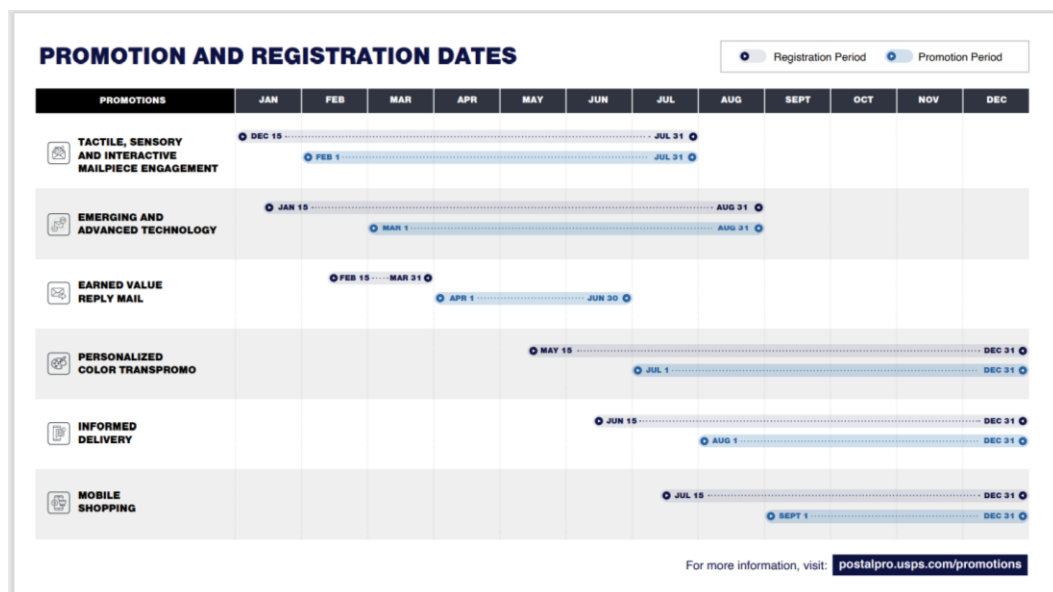 PROMOTION AND REGISTRATION DATES
Registration Period Promotion Period
PROMOTIONS JAN FEB MAR APR MAY JUN JUL AUG SEPT OCT NOV DEC
TACTILE, SENSORY
AND INTERACTIVE
MAILPIECE ENGAGEMENT
DEC 15 JUL 31
FEB 1 JUL 31
EMERGING AND
ADVANCED TECHNOLOGY
JAN 15 AUG 31
MAR 1 AUG 31
EARNED VALUE
REPLY MAIL
FEB 15 MAR 31
APR 1 JUN 30
PERSONALIZED
COLOR TRANSPROMO
MAY 15 DEC 31
JUL 1 DEC 31
INFORMED
DELIVERY
JUN 15 DEC 31
AUG 1 DEC 31
MOBILE
SHOPPING
JUL 15 DEC 31
SEPT 1 DEC 31
For more information, visit: postalpro.usps.com/promotions